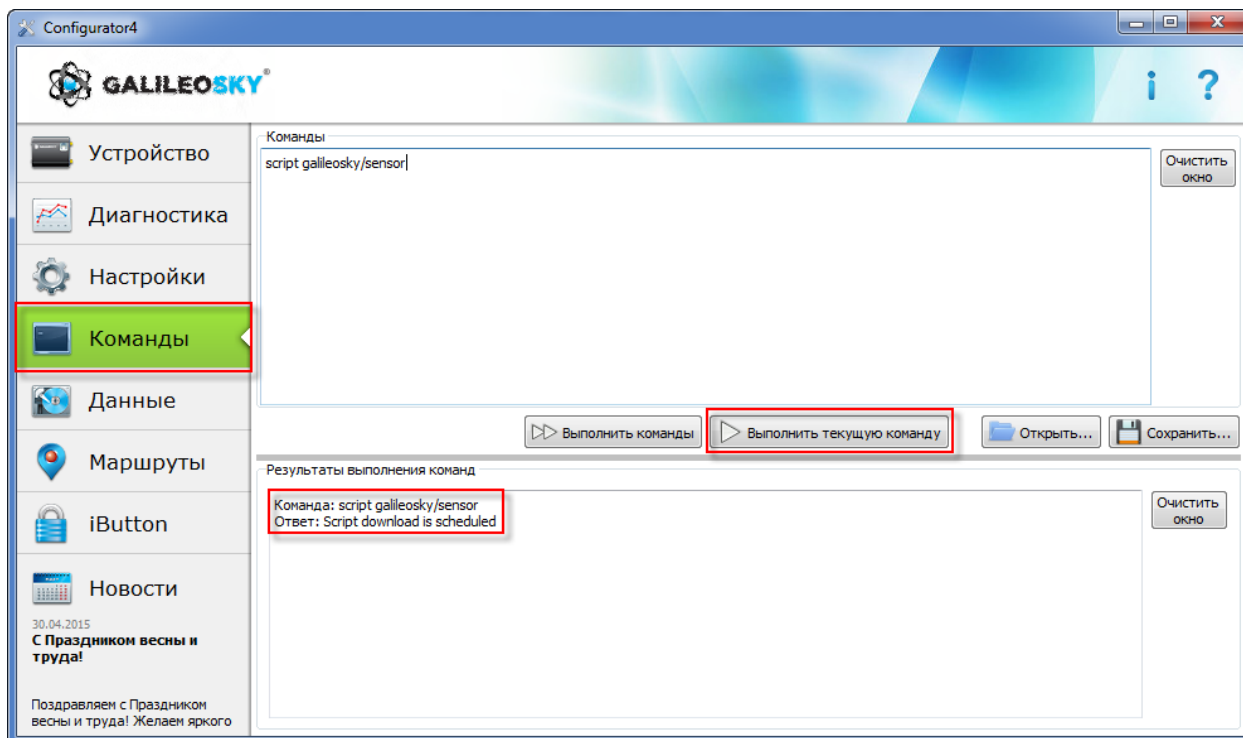 Configurator4
GALILEOSKY®
i ?
Устройство
Диагностика
Настройки
Команды
Данные
Маршруты
iButton
Новости
30.04.2015
С Праздником весны и
труда!
Поздравляем с Праздником
весны и труда! Желаем яркого
Команды
script galileosky/sensor
Очистить
окно
Выполнить команды
Выполнить текущую команду
Открыть...
Сохранить...
Результаты выполнения команд
Команда: script galileosky/sensor
Ответ: Script download is scheduled
Очистить
окно